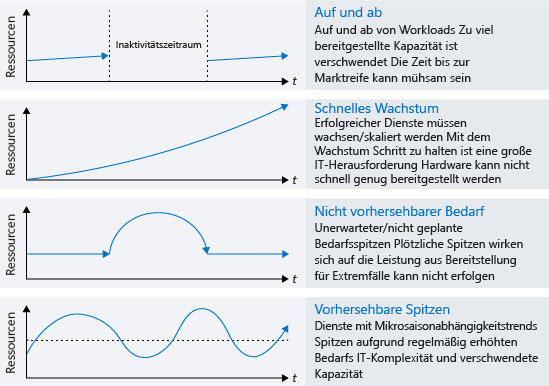 Ressourcen
Inaktivitätszeitraum
t
Auf und ab
Auf und ab von Workloads Zu viel
bereitgestellte Kapazität ist
verschwendet Die Zeit bis zur
Marktreife kann mühsam sein
Ressourcen
t
Schnelles Wachstum
Erfolgreicher Dienste müssen
wachsen/skaliert werden Mit dem
Wachstum Schritt zu halten ist eine große
IT-Herausforderung Hardware kann nicht
schnell genug bereitgestellt werden
Ressourcen
t
Nicht vorhersehbarer Bedarf
Unerwarteter/nicht geplante
Bedarfsspitzen Plötzliche Spitzen wirken
sich auf die Leistung aus Bereitstellung
für Extremfälle kann nicht erfolgen
Ressourcen
t
Vorhersehbare Spitzen
Dienste mit Mikrosaisonabhängigkeitstrends
Spitzen aufgrund regelmäßig erhöhten
Bedarfs IT-Komplexität und verschwendete
Kapazität